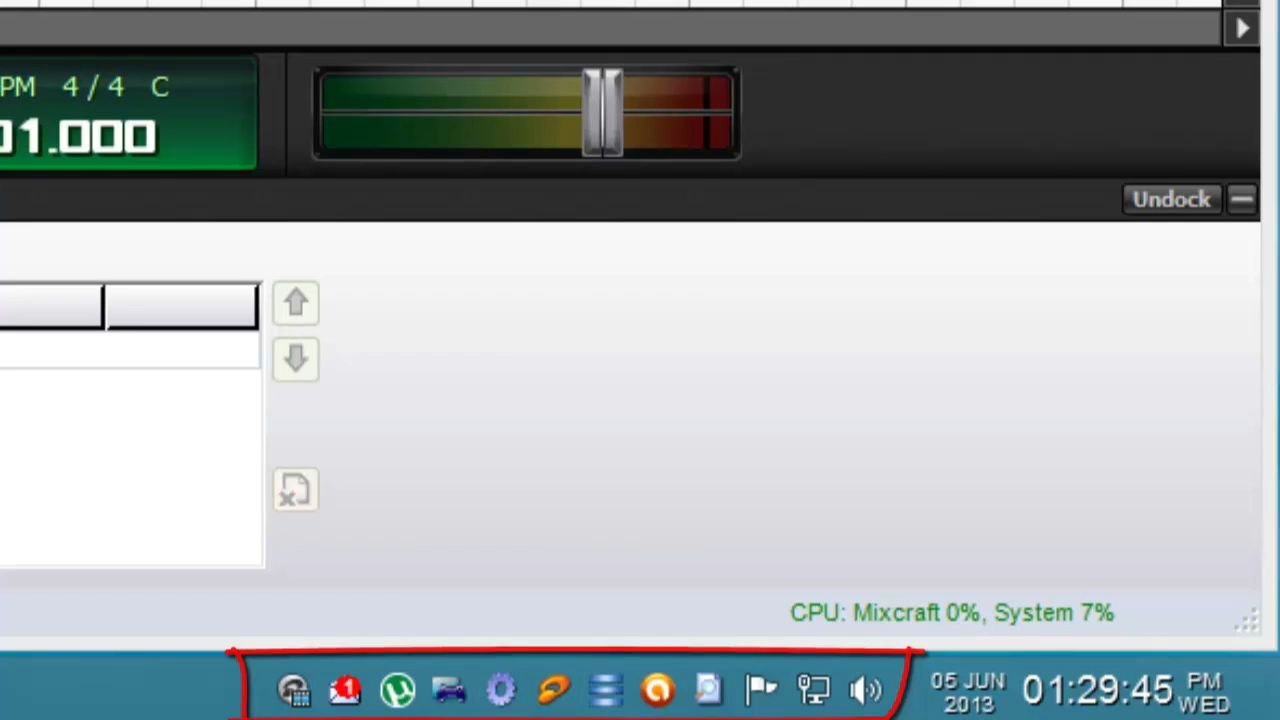 PM 4/4 C
01.000
Undock
CPU: Mixcraft 0%, System 7%
1
05 JUN
2013
01:29:45
PM
WED